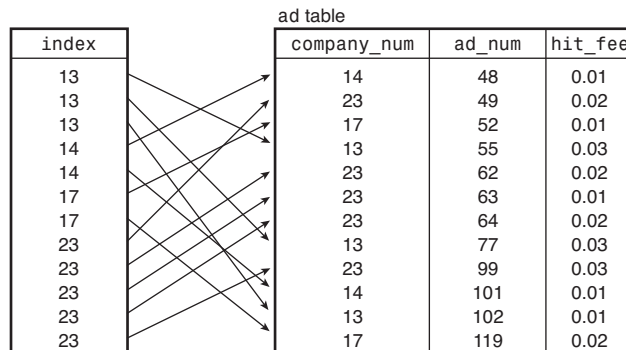 ad table
index company_num ad_num hit_fee
13 14 48 0.01
13 23 49 0.02
13 17 52 0.01
14 13 55 0.03
14 23 62 0.02
17 23 63 0.01
17 23 64 0.02
23 13 77 0.03
23 23 99 0.03
23 14 101 0.01
23 13 102 0.01
23 17 119 0.02